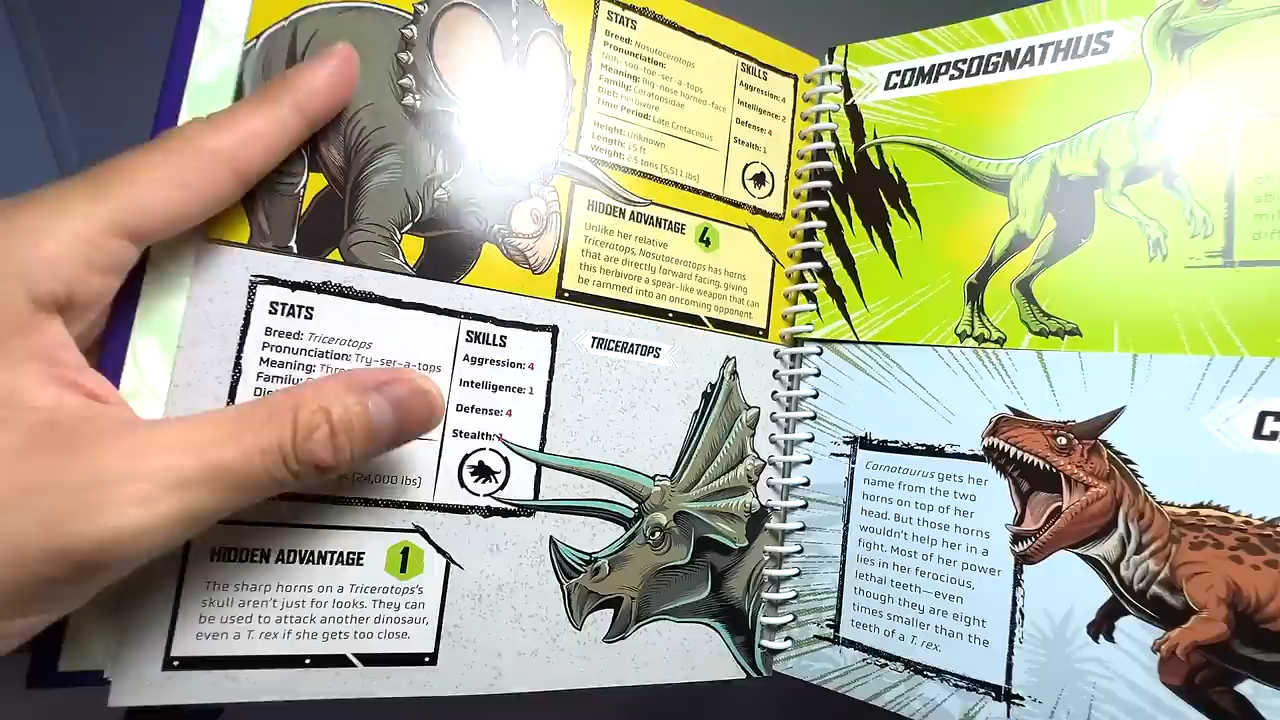 STATS
Breed: Nasutoceratops
Pronunciation:
Nuh-soo-toe-ser-a-tops
Meaning: Big-nose horned-face
Family: Ceratopsidae
Diet: Herbivore
Time Period: Late Cretaceous
Height: Unknown
Length: 15 ft
Weight: 2.5 tons (5,511 lbs)
SKILLS
Aggression: 4
Intelligence: 2
Defense: 4
Stealth: 1
HIDDEN ADVANTAGE 4
Unlike her relative
Triceratops, Nasutoceratops has horns
that are directly forward facing, giving
this herbivore a spear-like weapon that can
be rammed into an oncoming opponent.
STATS
Breed: Triceratops
Pronunciation: Try-ser-a-tops
Meaning:
Family:
(24,000 lbs)
SKILLS
Aggression: 4
Intelligence: 1
Defense: 4
Stealth:
TRICERATOPS
HIDDEN ADVANTAGE 1
The sharp horns on a Triceratops's
skull aren't just for looks. They can
be used to attack another dinosaur,
even a T. rex if she gets too close.
COMPSOGNATHUS
Carnotaurus gets her
name from the two
horns on top of her
head. But those horns
wouldn't help her in a
fight. Most of her power
lies in her ferocious,
lethal teeth—even
though they are eight
times smaller than the
teeth of a T. rex.